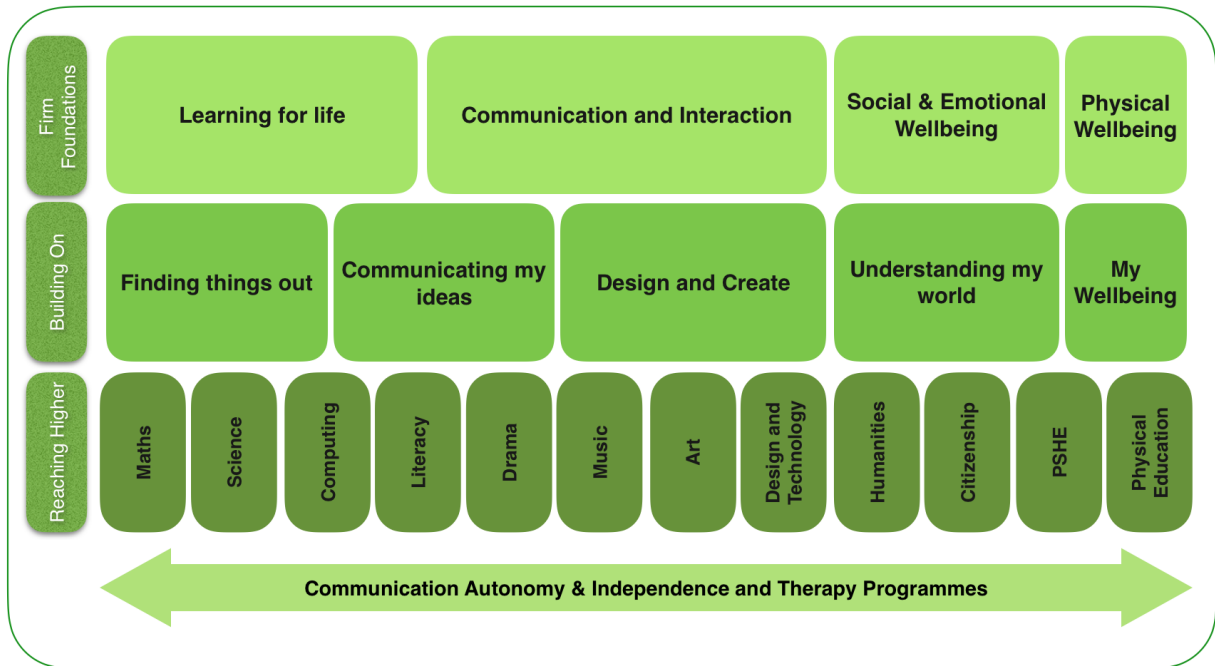 Firm
Foundations
Learning for life
Communication and Interaction
Social & Emotional
Wellbeing
Physical
Wellbeing
Building On
Finding things out
Communicating my
ideas
Design and Create
Understanding my
world
My
Wellbeing
Reaching Higher
Maths
Science
Computing
Literacy
Drama
Music
Art
Design and
Technology
Humanities
Citizenship
PSHE
Physical
Education
Communication Autonomy & Independence and Therapy Programmes